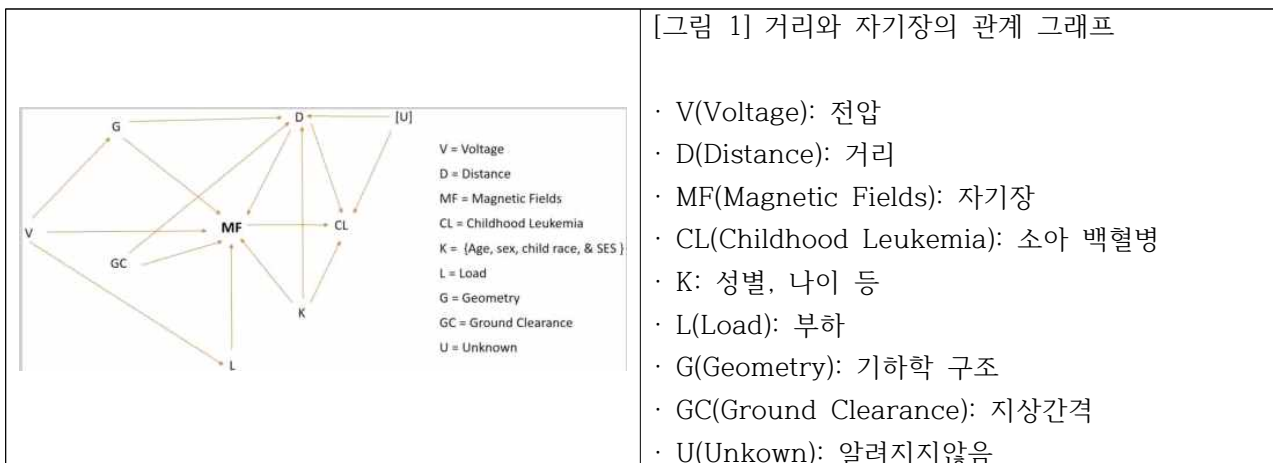 G
D
[U]
V
MF
CL
GC
K
L
V = Voltage
D = Distance
MF = Magnetic Fields
CL = Childhood Leukemia
K = {Age, sex, child race, & SES }
L = Load
G = Geometry
GC = Ground Clearance
U = Unknown
[그림 1] 거리와 자기장의 관계 그래프
· V(Voltage): 전압
· D(Distance): 거리
· MF(Magnetic Fields): 자기장
· CL(Childhood Leukemia): 소아 백혈병
· K: 성별, 나이 등
· L(Load): 부하
· G(Geometry): 기하학 구조
· GC(Ground Clearance): 지상간격
· U(Unkown): 알려지지않음